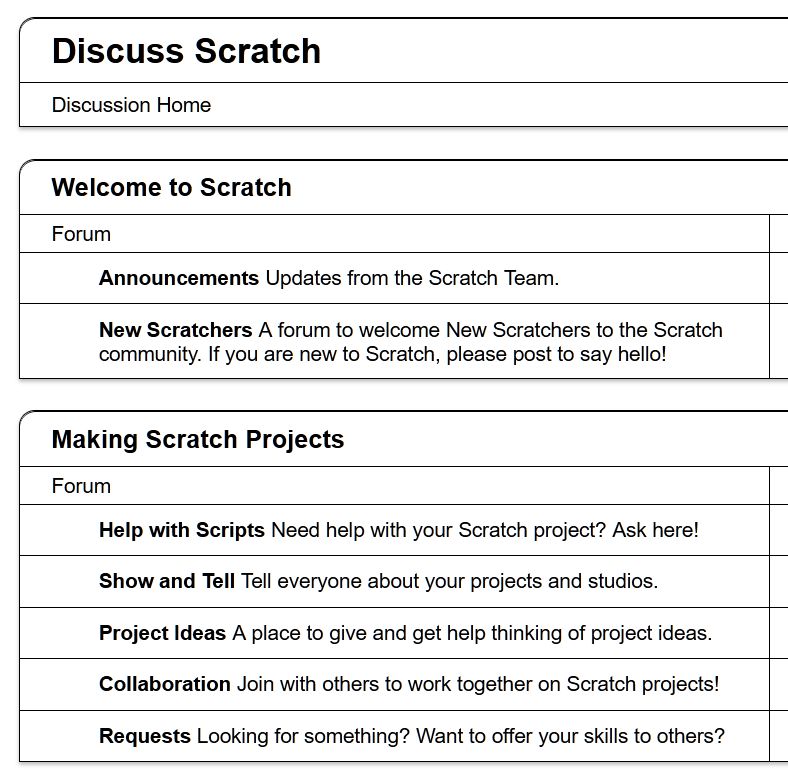 Discuss Scratch
Discussion Home
Welcome to Scratch
Forum
Announcements Updates from the Scratch Team.
New Scratchers A forum to welcome New Scratchers to the Scratch
community. If you are new to Scratch, please post to say hello!
Making Scratch Projects
Forum
Help with Scripts Need help with your Scratch project? Ask here!
Show and Tell Tell everyone about your projects and studios.
Project Ideas A place to give and get help thinking of project ideas.
Collaboration Join with others to work together on Scratch projects!
Requests Looking for something? Want to offer your skills to others?